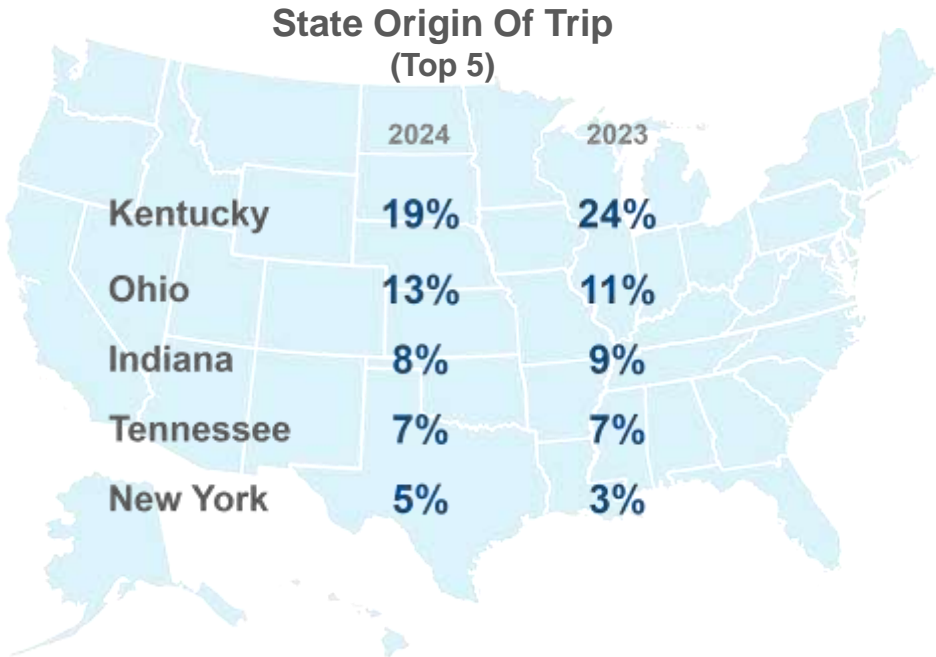 State Origin Of Trip
(Top 5)
2024 2023
Kentucky 19% 24%
Ohio 13% 11%
Indiana 8% 9%
Tennessee 7% 7%
New York 5% 3%